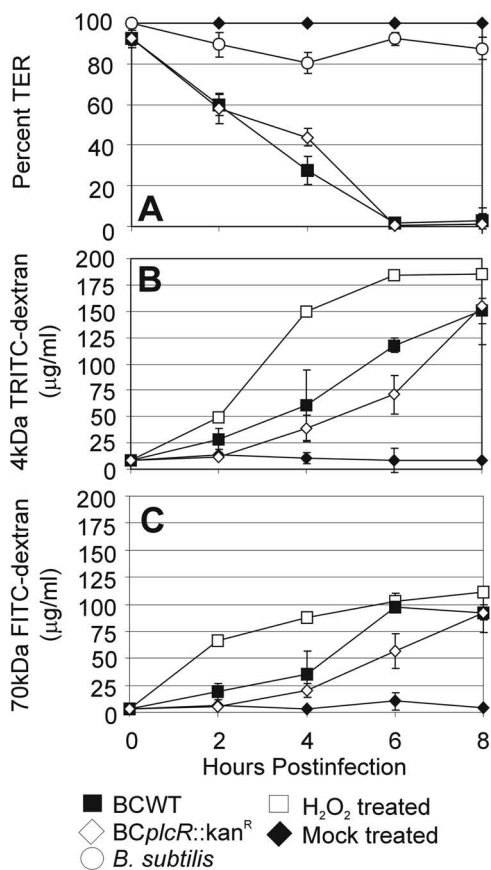 Percent TER
100
80
60
40
20
0
A
4kDa TRITC-dextran
(µg/ml)
200
175
150
125
100
75
50
25
0
B
70kDa FITC-dextran
(µg/ml)
200
175
150
125
100
75
50
25
0
C
0 2 4 6 8
Hours Postinfection
BCWT
H₂O₂ treated
BCplcR::kanᴿ
Mock treated
B. subtilis